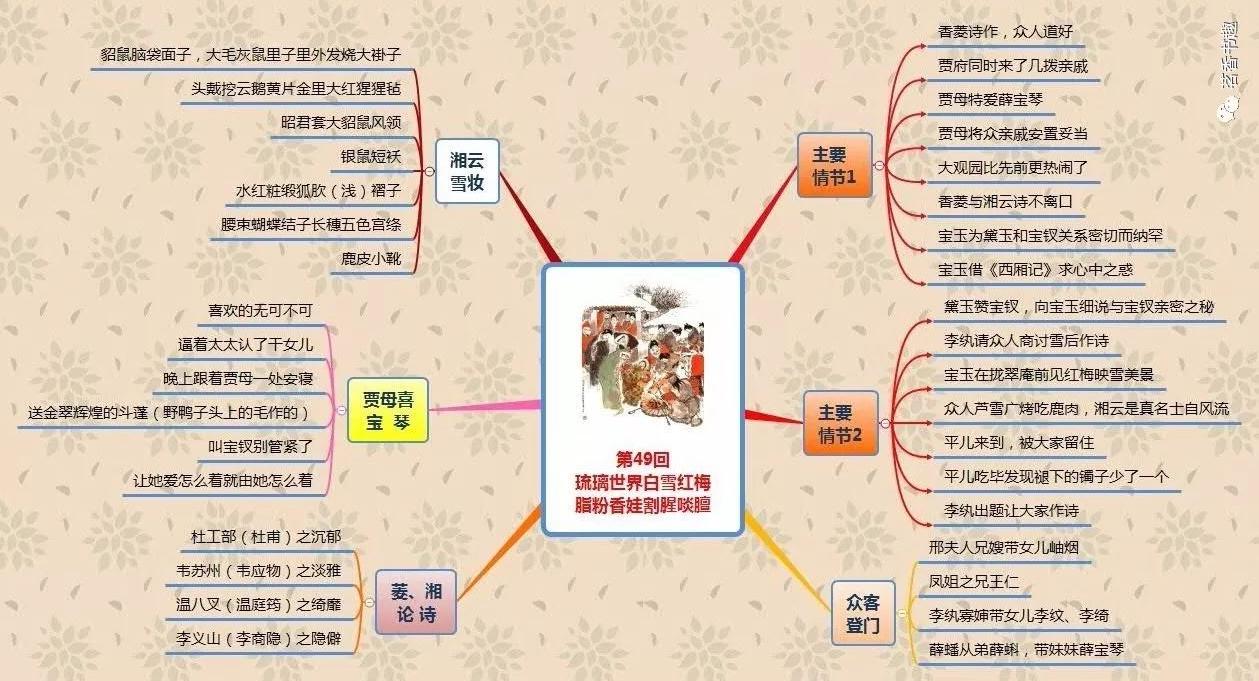 茗香书趣
第49回
琉璃世界白雪红梅
脂粉香娃割腥啖膻
湘云
雪妆
貂鼠脑袋面子，大毛灰鼠里子里外发烧大褂子
头戴挖云鹅黄片金里大红猩猩毡
昭君套大貂鼠风领
银鼠短袄
水红粧缎狐肷（浅）褶子
腰束蝴蝶结子长穗五色宫绦
鹿皮小靴
贾母喜
宝 琴
喜欢的无可不可
逼着太太认了干女儿
晚上跟着贾母一处安寝
送金翠辉煌的斗蓬（野鸭子头上的毛作的）
叫宝钗别管紧了
让她爱怎么着就由她怎么着
菱、湘
论 诗
杜工部（杜甫）之沉郁
韦苏州（韦应物）之淡雅
温八叉（温庭筠）之绮靡
李义山（李商隐）之隐僻
主要
情节1
香菱诗作，众人道好
贾府同时来了几拨亲戚
贾母特爱薛宝琴
贾母将众亲戚安置妥当
大观园比先前更热闹了
香菱与湘云诗不离口
宝玉为黛玉和宝钗关系密切而纳罕
宝玉借《西厢记》求心中之惑
主要
情节2
黛玉赞宝钗，向宝玉细说与宝钗亲密之秘
李纨请众人商讨雪后作诗
宝玉在拢翠庵前见红梅映雪美景
众人芦雪广烤吃鹿肉，湘云是真名士自风流
平儿来到，被大家留住
平儿吃毕发现褪下的镯子少了一个
李纨出题让大家作诗
众客
登门
邢夫人兄嫂带女儿岫烟
凤姐之兄王仁
李纨寡婶带女儿李纹、李绮
薛蟠从弟薛蝌，带妹妹薛宝琴